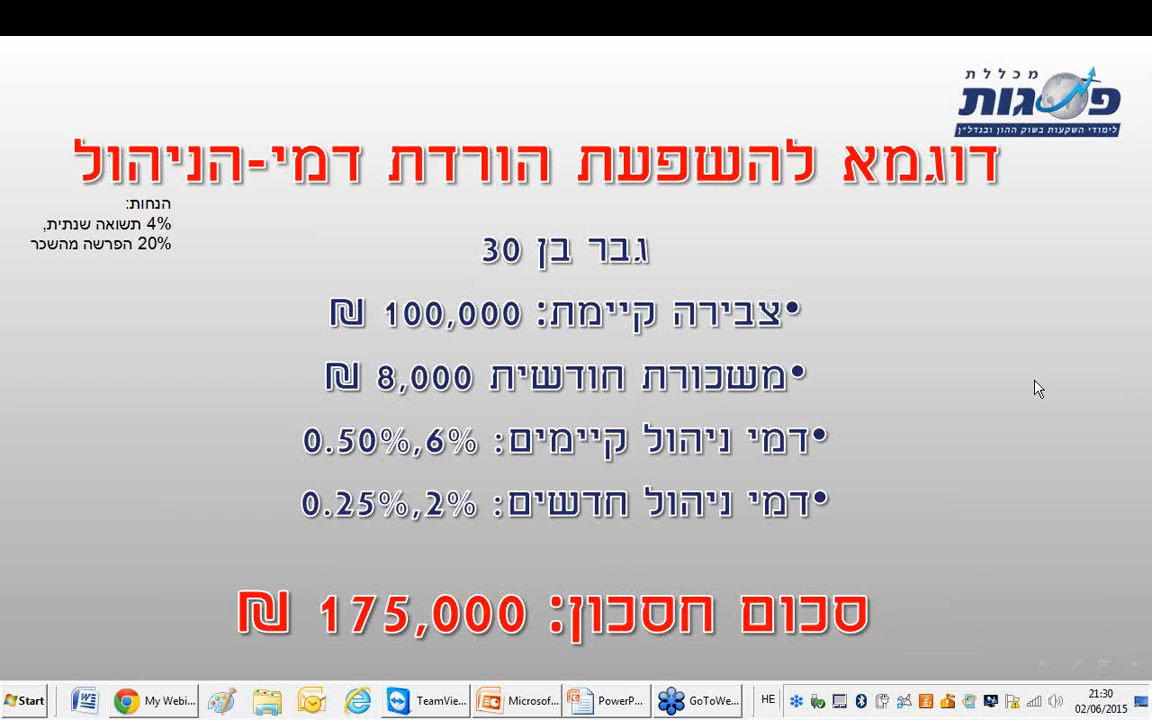 מכללת
פסגות
לימודי השקעות בשוק ההון ובנדל"ן
דוגמא להשפעת הורדת דמי-הניהול
הנחות:
4% תשואה שנתית,
20% הפרשה מהשכר
גבר בן 30
•צבירה קיימת: 100,000 ₪
•משכורת חודשית 8,000 ₪
•דמי ניהול קיימים: 6%,0.50%
•דמי ניהול חדשים: 2%,0.25%
סכום חסכון: 175,000 ₪
Start
My Webi...
TeamVie...
Microsof...
PowerP...
GoToWe...
HE
21:30
02/06/2015